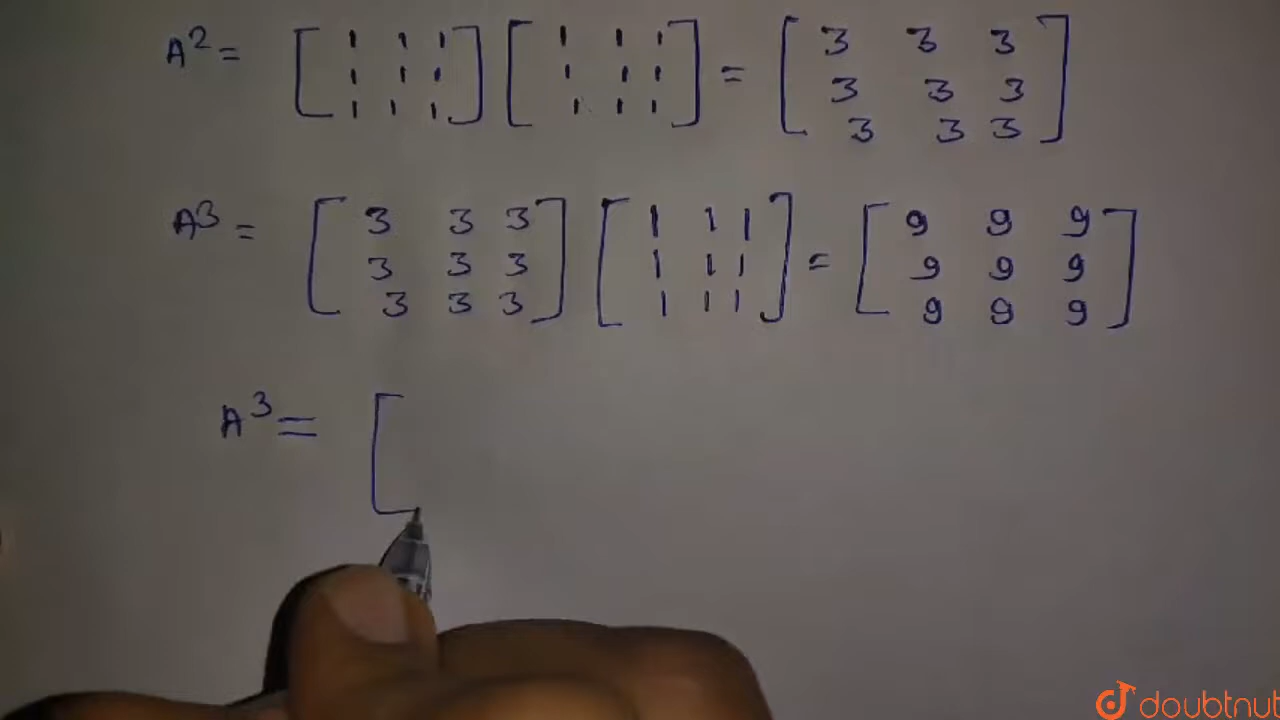 A² = [ 1 1 1 ] [ 1 1 1 ] = [ 3 3 3 ]
[ 1 1 1 ] [ 1 1 1 ] [ 3 3 3 ]
[ 1 1 1 ] [ 1 1 1 ] [ 3 3 3 ]
A³ = [ 3 3 3 ] [ 1 1 1 ] = [ 9 9 9 ]
[ 3 3 3 ] [ 1 1 1 ] [ 9 9 9 ]
[ 3 3 3 ] [ 1 1 1 ] [ 9 9 9 ]
A³ = [
doubtnut